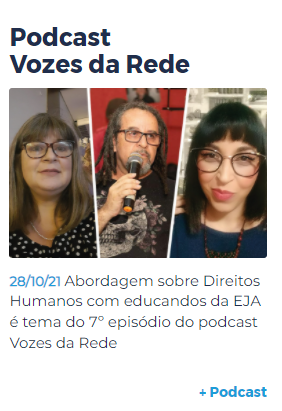 Podcast
Vozes da Rede
28/10/21 Abordagem sobre Direitos
Humanos com educandos da EJA
é tema do 7º episódio do podcast
Vozes da Rede
+ Podcast